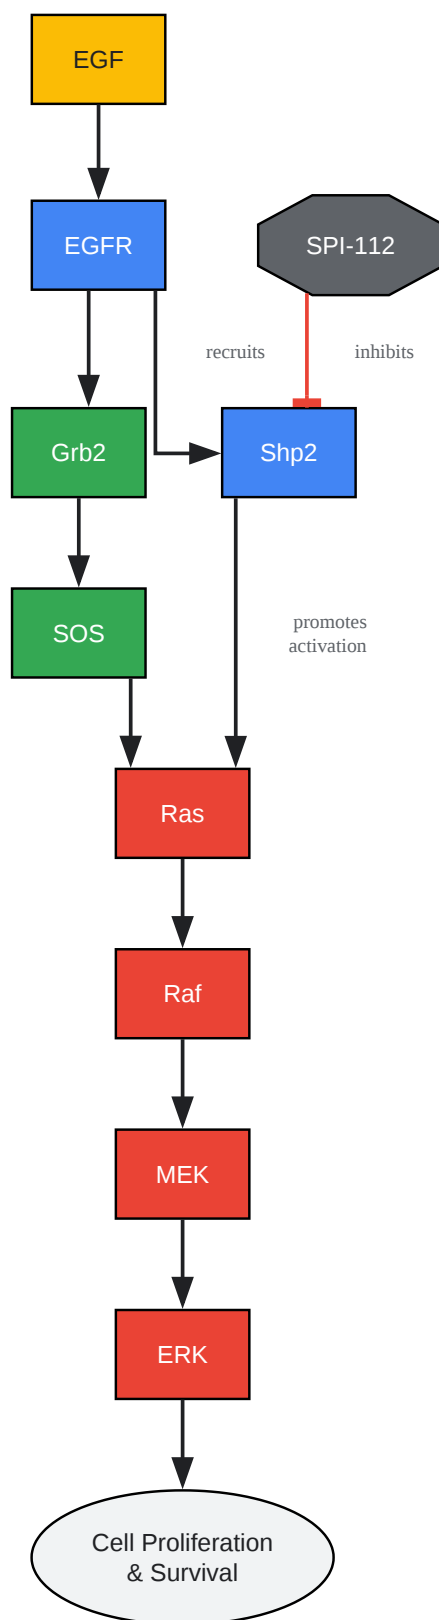 EGF
EGFR
SPI-112
recruits
inhibits
Grb2
Shp2
SOS
promotes
activation
Ras
Raf
MEK
ERK
Cell Proliferation
& Survival